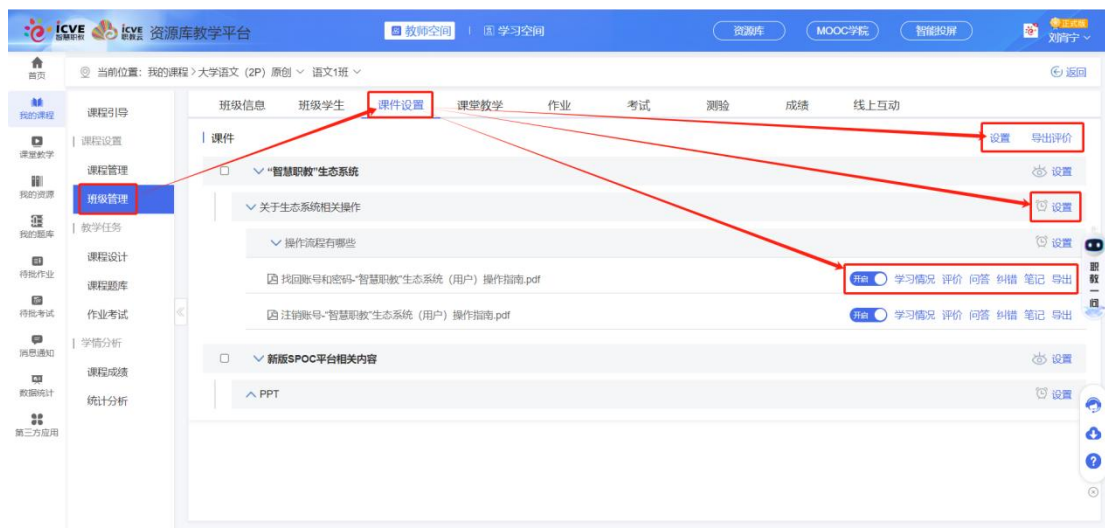 icve 智慧职教 icve 职教云 资源库教学平台 教师空间 学习空间 资源库 MOOC学院 智能投屏 正式版 刘雨宁
首页 当前位置：我的课程 > 大学语文（2P）原创 语文1班 返回
我的课程 课程引导 班级信息 班级学生 课件设置 课堂教学 作业 考试 测验 成绩 线上互动
课堂教学 课程设置 课件 设置 导出评价
我的资源 课程管理 “智慧职教”生态系统 设置
班级管理 关于生态系统相关操作 设置
我的题库 教学任务
课程设计 操作流程有哪些 设置
待批作业 课程题库 找回账号和密码-“智慧职教”生态系统（用户）操作指南.pdf 开启 学习情况 评价 问答 纠错 笔记 导出
待批考试 作业考试 注销账号-“智慧职教”生态系统（用户）操作指南.pdf 开启 学习情况 评价 问答 纠错 笔记 导出
消息通知 学情分析
课程成绩 新版SPOC平台相关内容 设置
数据统计 统计分析 PPT 设置
第三方应用
职教一问